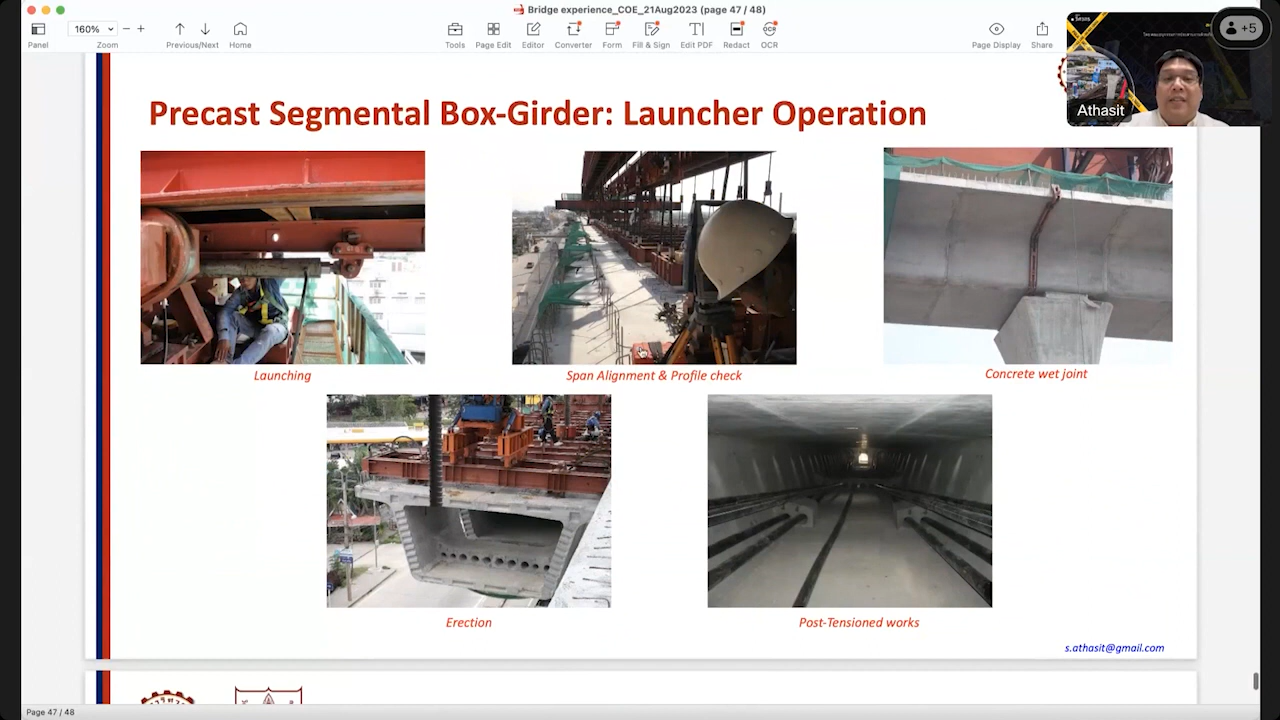 Bridge experience_COE_21Aug2023 (page 47 / 48)
160%
Panel
Zoom
Previous/Next
Home
Tools
Page Edit
Editor
Converter
Form
Fill & Sign
Edit PDF
Redact
OCR
OCR
Page Display
Share
+5
Athasit
Precast Segmental Box-Girder: Launcher Operation
Launching
Span Alignment & Profile check
Concrete wet joint
Erection
Post-Tensioned works
s.athasit@gmail.com
Page 47 / 48